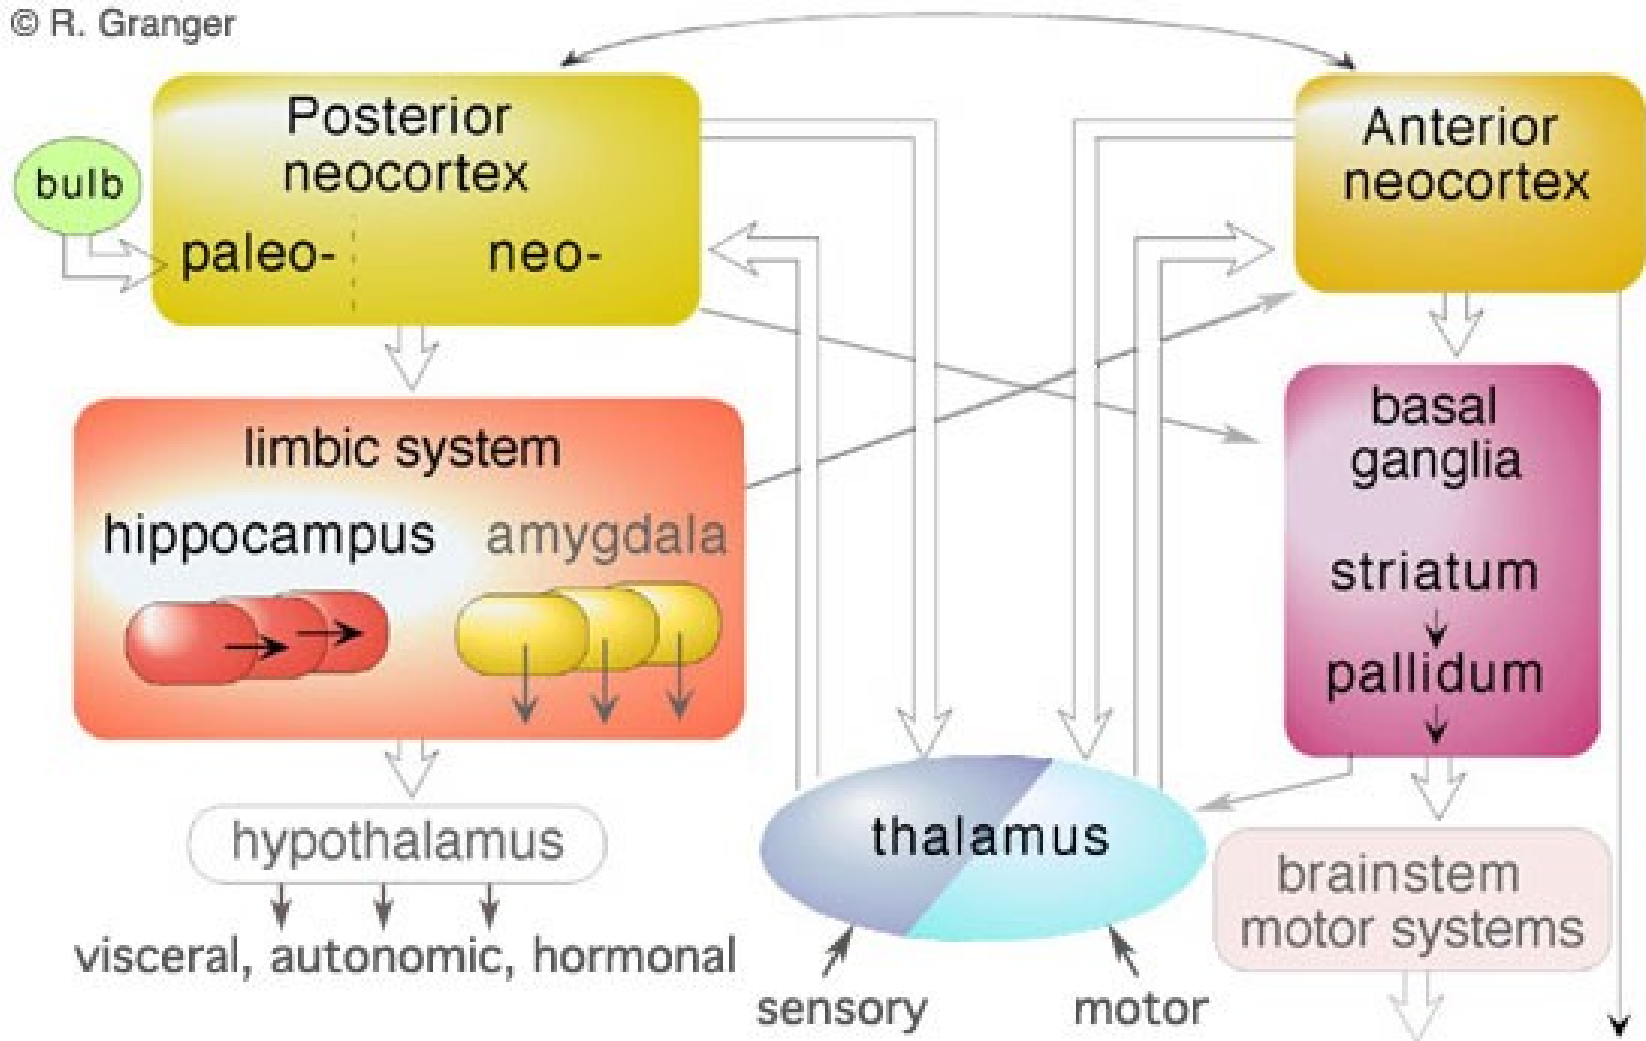 © R. Granger
Posterior
neocortex
bulb
paleo-
neo-
Anterior
neocortex
limbic system
hippocampus
amygdala
basal
ganglia
striatum
pallidum
hypothalamus
visceral, autonomic, hormonal
thalamus
sensory
motor
brainstem
motor systems